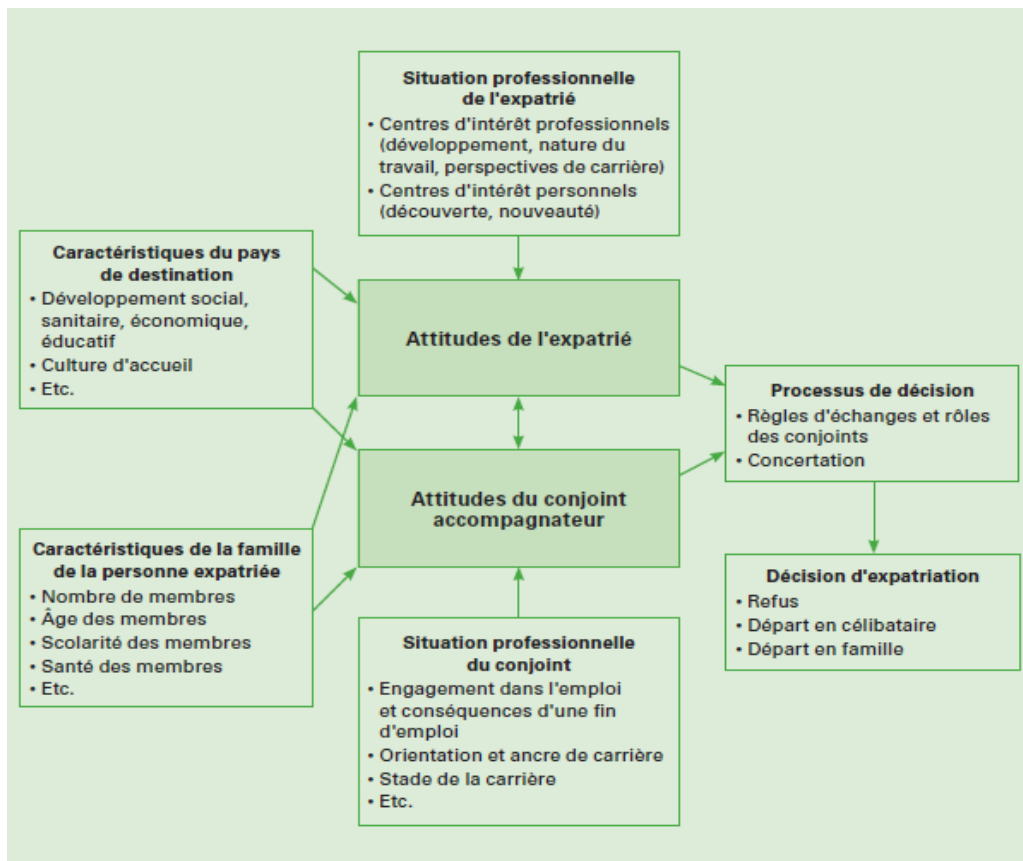 Situation professionnelle
de l'expatrié
• Centres d'intérêt professionnels
(développement, nature du
travail, perspectives de carrière)
• Centres d'intérêt personnels
(découverte, nouveauté)
Caractéristiques du pays
de destination
• Développement social,
sanitaire, économique,
éducatif
• Culture d'accueil
• Etc.
Attitudes de l'expatrié
Processus de décision
• Règles d'échanges et rôles
des conjoints
• Concertation
Attitudes du conjoint
accompagnateur
Caractéristiques de la famille
de la personne expatriée
• Nombre de membres
• Âge des membres
• Scolarité des membres
• Santé des membres
• Etc.
Décision d'expatriation
• Refus
• Départ en célibataire
• Départ en famille
Situation professionnelle
du conjoint
• Engagement dans l'emploi
et conséquences d'une fin
d'emploi
• Orientation et ancre de carrière
• Stade de la carrière
• Etc.